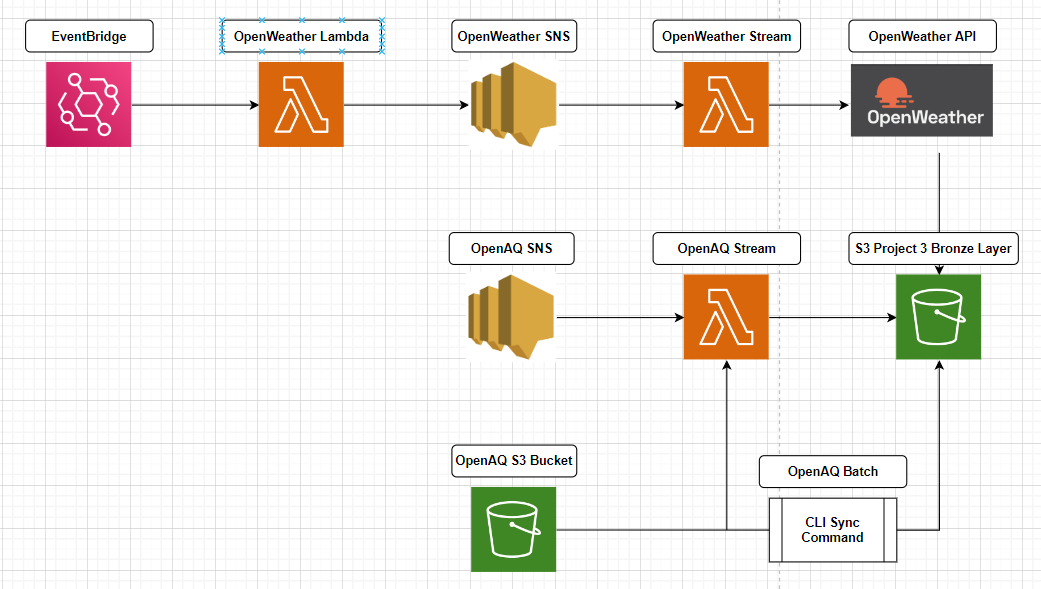 EventBridge
OpenWeather Lambda
OpenWeather SNS
OpenWeather Stream
OpenWeather API
OpenWeather
OpenAQ SNS
OpenAQ Stream
S3 Project 3 Bronze Layer
OpenAQ S3 Bucket
OpenAQ Batch
CLI Sync
Command